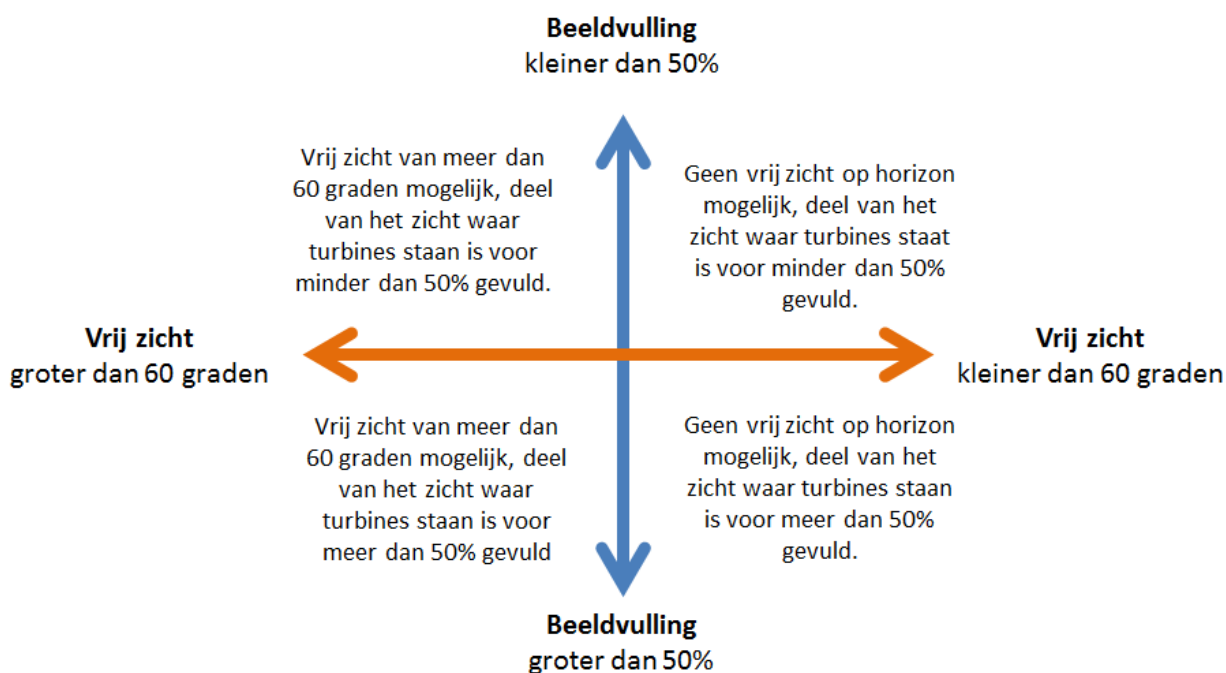 Beeldvulling
kleiner dan 50%
Vrij zicht van meer dan
60 graden mogelijk, deel
van het zicht waar
turbines staan is voor
minder dan 50% gevuld.
Geen vrij zicht op horizon
mogelijk, deel van het
zicht waar turbines staat
is voor minder dan 50%
gevuld.
Vrij zicht
groter dan 60 graden
Vrij zicht
kleiner dan 60 graden
Vrij zicht van meer dan
60 graden mogelijk, deel
van het zicht waar
turbines staan is voor
meer dan 50% gevuld
Geen vrij zicht op horizon
mogelijk, deel van het
zicht waar turbines staan
is voor meer dan 50%
gevuld.
Beeldvulling
groter dan 50%